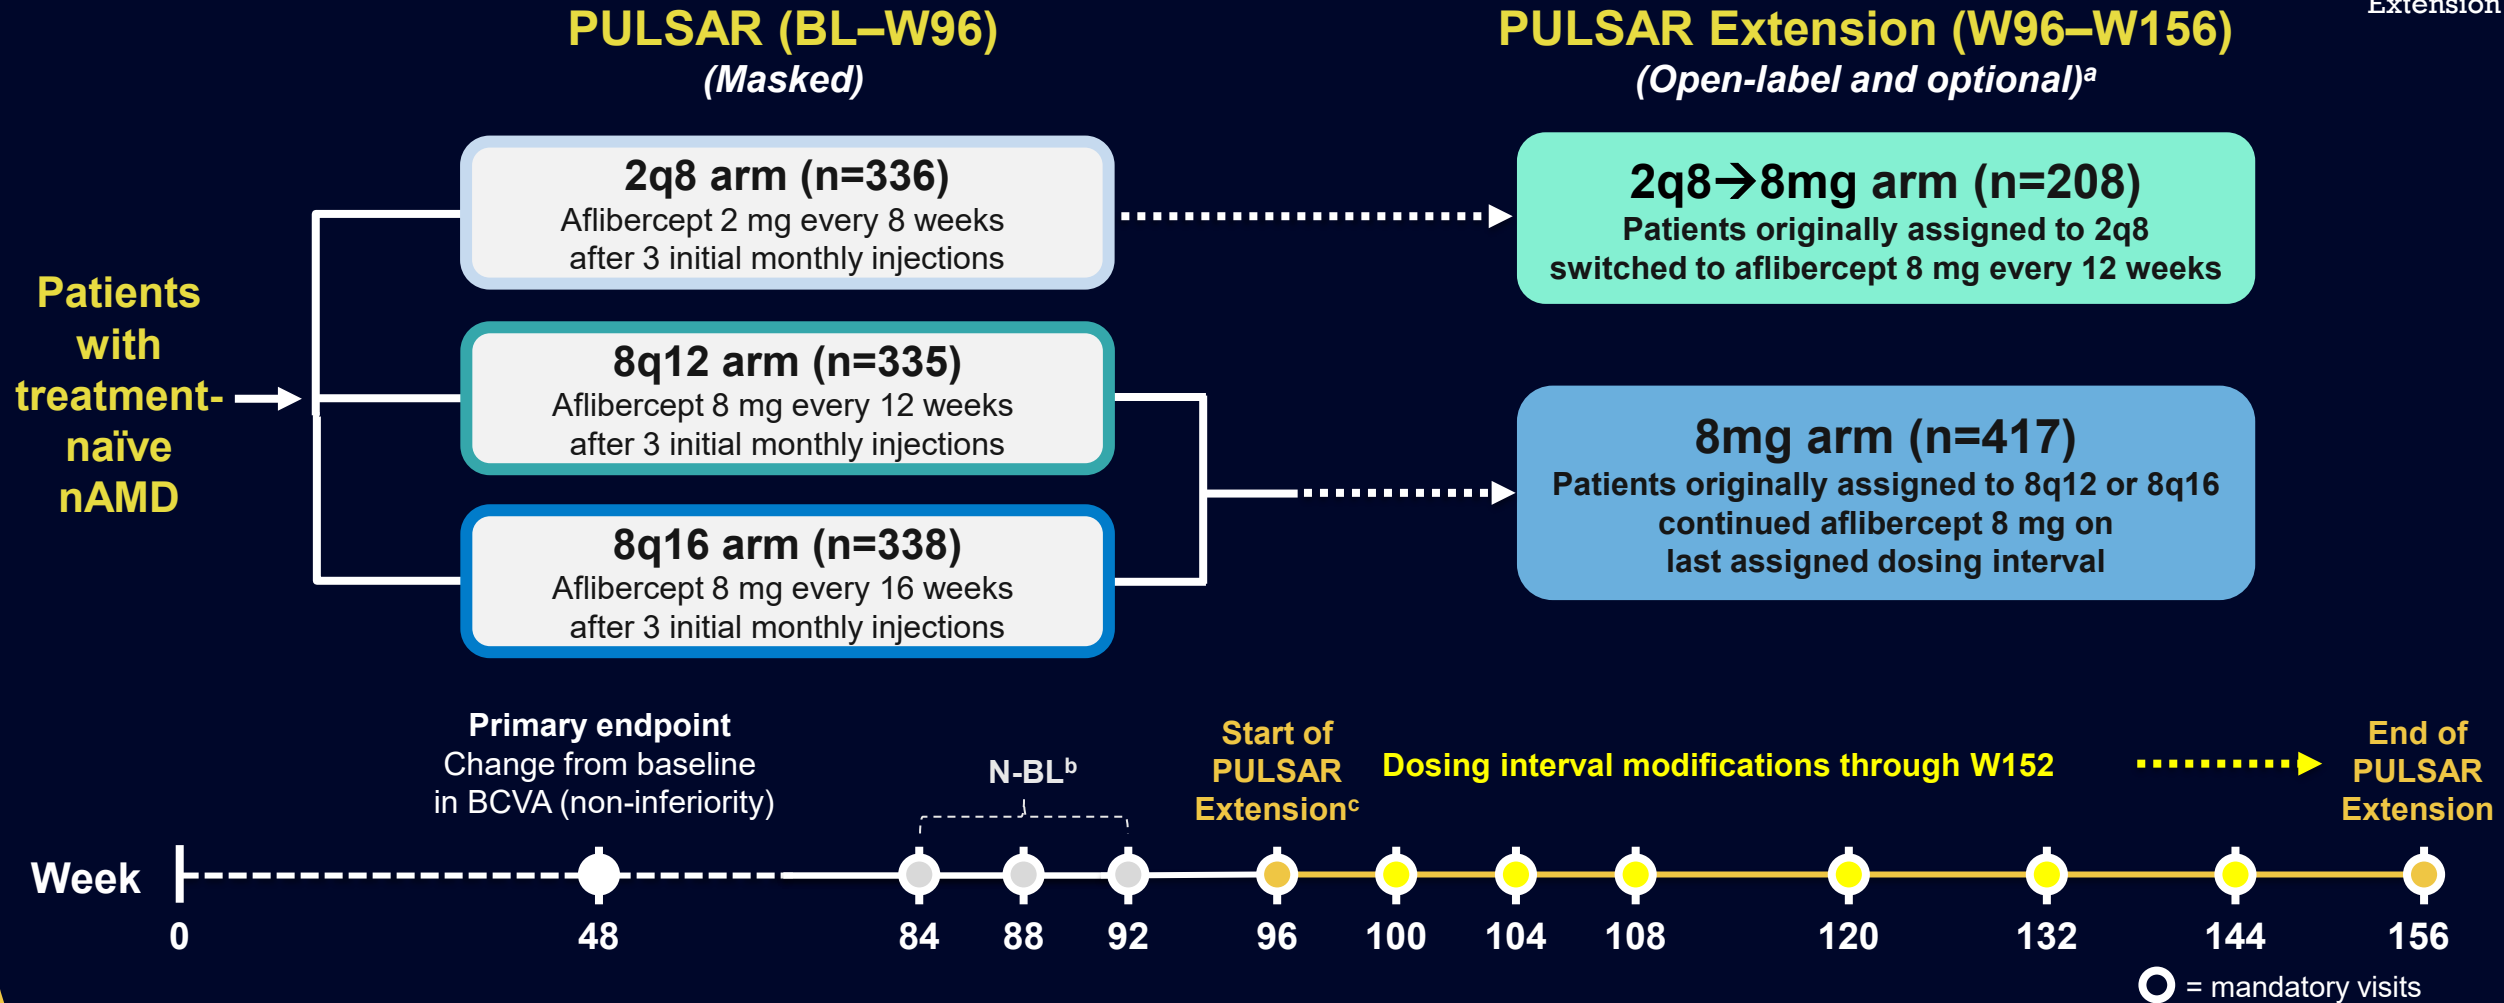 Extension
PULSAR (BL–W96)
(Masked)
PULSAR Extension (W96–W156)
(Open-label and optional)ᵃ
Patients
with
treatment-
naïve
nAMD
2q8 arm (n=336)
Aflibercept 2 mg every 8 weeks
after 3 initial monthly injections
8q12 arm (n=335)
Aflibercept 8 mg every 12 weeks
after 3 initial monthly injections
8q16 arm (n=338)
Aflibercept 8 mg every 16 weeks
after 3 initial monthly injections
2q8→8mg arm (n=208)
Patients originally assigned to 2q8
switched to aflibercept 8 mg every 12 weeks
8mg arm (n=417)
Patients originally assigned to 8q12 or 8q16
continued aflibercept 8 mg on
last assigned dosing interval
Primary endpoint
Change from baseline
in BCVA (non-inferiority)
N-BLᵇ
Start of
PULSAR
Extensionᶜ
Dosing interval modifications through W152
End of
PULSAR
Extension
Week
0 48 84 88 92 96 100 104 108 120 132 144 156
= mandatory visits